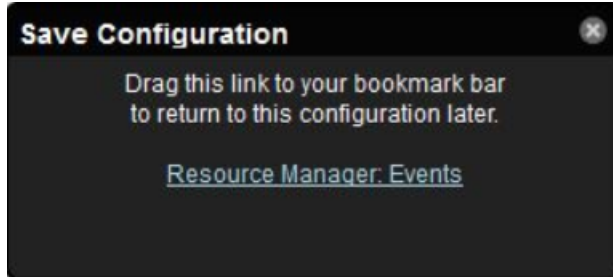 Save Configuration
Drag this link to your bookmark bar
to return to this configuration later.
Resource Manager: Events